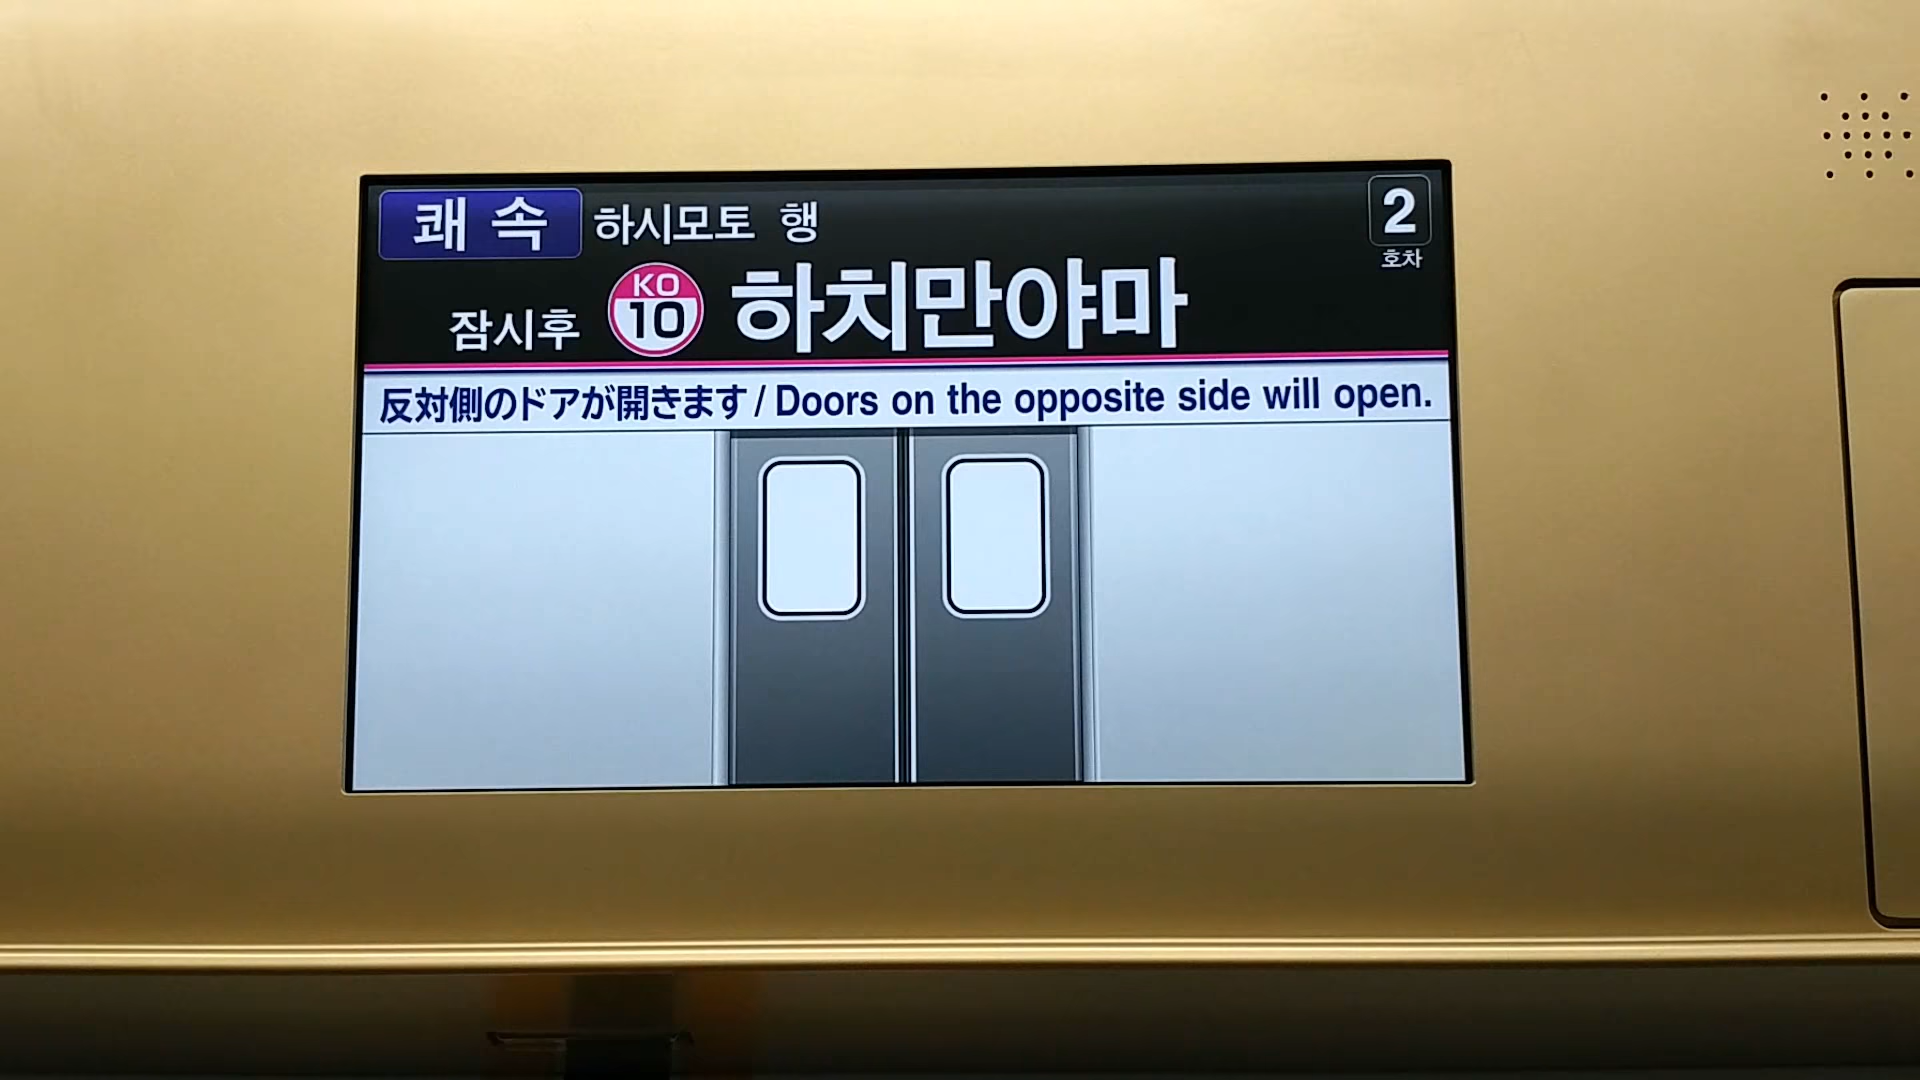 쾌 속 하시모토 행 2
호차
잠시후 KO 10 하치만야마
反対側のドアが開きます / Doors on the opposite side will open.